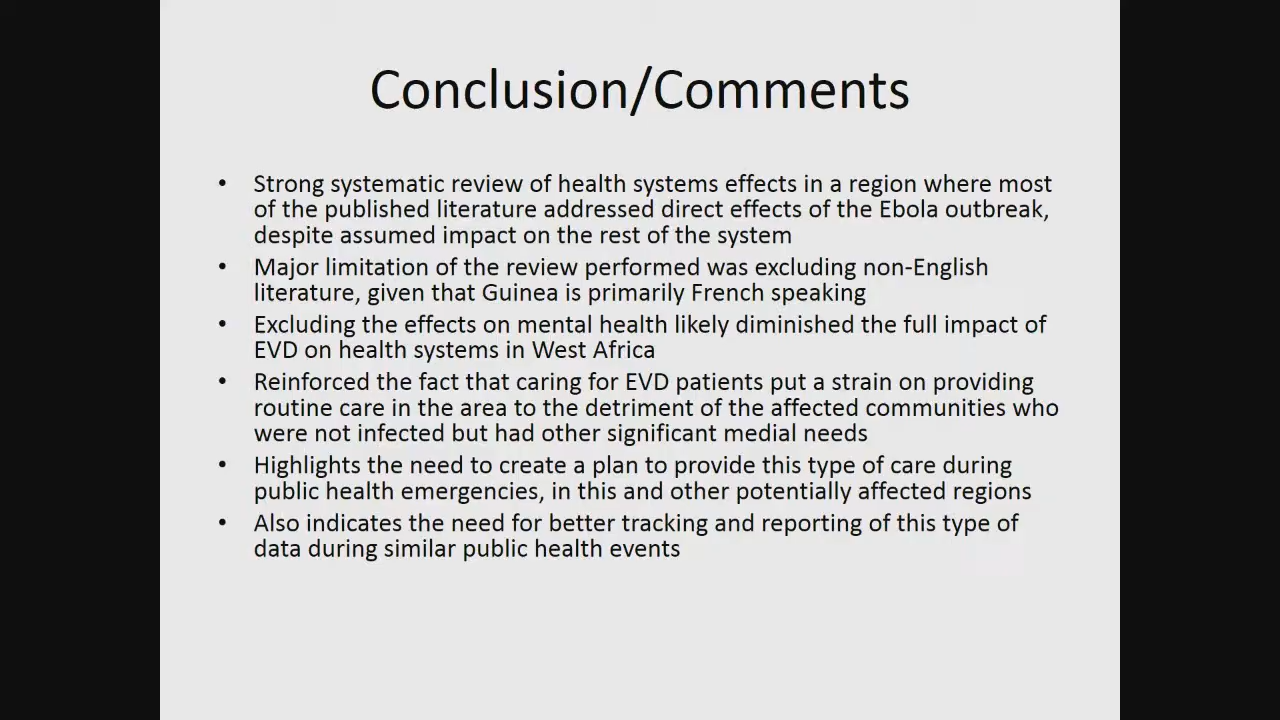 Conclusion/Comments
• Strong systematic review of health systems effects in a region where most
of the published literature addressed direct effects of the Ebola outbreak,
despite assumed impact on the rest of the system
• Major limitation of the review performed was excluding non-English
literature, given that Guinea is primarily French speaking
• Excluding the effects on mental health likely diminished the full impact of
EVD on health systems in West Africa
• Reinforced the fact that caring for EVD patients put a strain on providing
routine care in the area to the detriment of the affected communities who
were not infected but had other significant medial needs
• Highlights the need to create a plan to provide this type of care during
public health emergencies, in this and other potentially affected regions
• Also indicates the need for better tracking and reporting of this type of
data during similar public health events